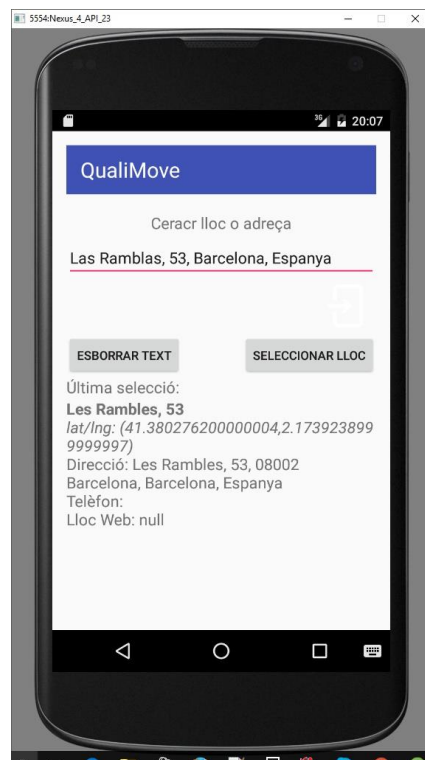 5554:Nexus_4_API_23
3G 20:07
QualiMove
Ceracr lloc o adreça
Las Ramblas, 53, Barcelona, Espanya
ESBORRAR TEXT SELECCIONAR LLOC
Última selecció:
Les Rambles, 53
lat/lng: (41.380276200000004,2.173923899
9999997)
Direcció: Les Rambles, 53, 08002
Barcelona, Barcelona, Espanya
Telèfon:
Lloc Web: null